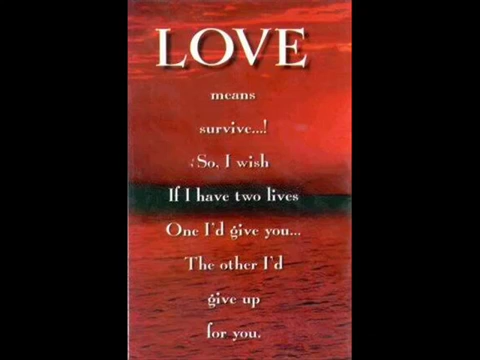 LOVE
means
survive...!
So, I wish
If I have two lives
One I'd give you...
The other I'd
give up
for you.